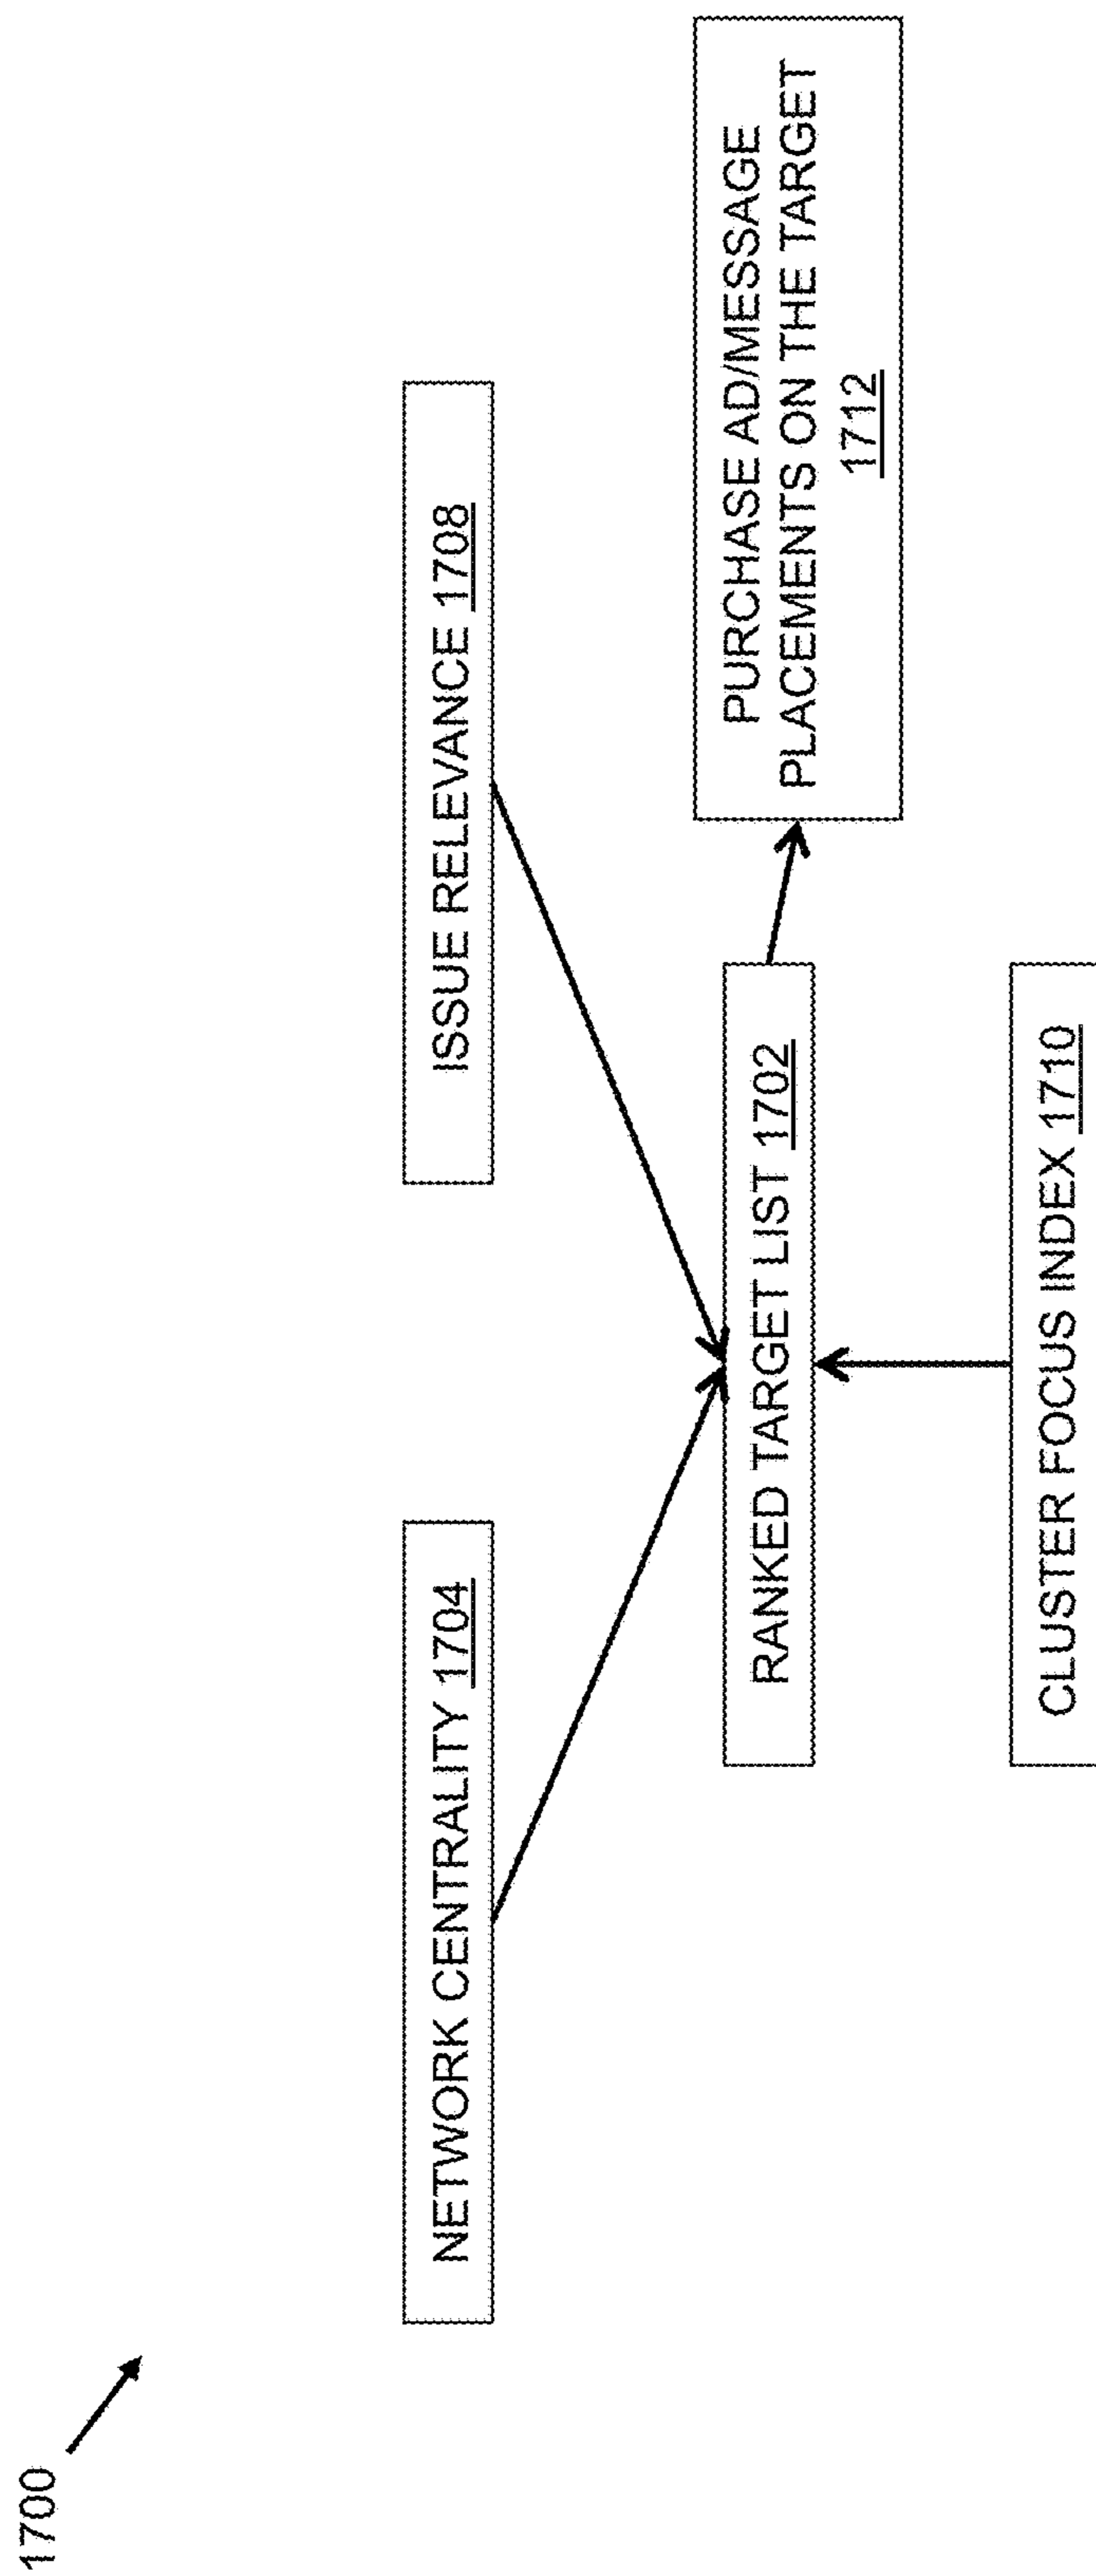 1700
NETWORK CENTRALITY 1704
ISSUE RELEVANCE 1708
RANKED TARGET LIST 1702
PURCHASE AD/MESSAGE
PLACEMENTS ON THE TARGET
1712
CLUSTER FOCUS INDEX 1710